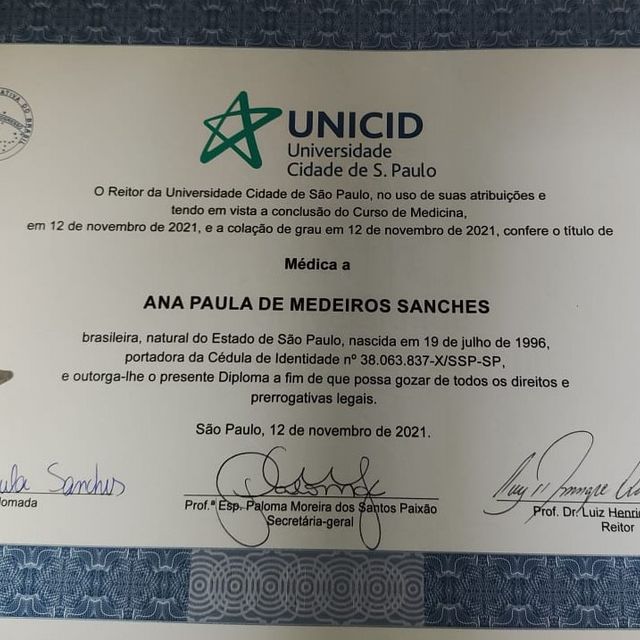 UNICID
Universidade
Cidade de S. Paulo
O Reitor da Universidade Cidade de São Paulo, no uso de suas atribuições e
tendo em vista a conclusão do Curso de Medicina,
em 12 de novembro de 2021, e a colação de grau em 12 de novembro de 2021, confere o título de
Médica a
ANA PAULA DE MEDEIROS SANCHES
brasileira, natural do Estado de São Paulo, nascida em 19 de julho de 1996,
portadora da Cédula de Identidade nº 38.063.837-X/SSP-SP,
e outorga-lhe o presente Diploma a fim de que possa gozar de todos os direitos e
prerrogativas legais.
São Paulo, 12 de novembro de 2021.
Sanches
Prof.ª Esp. Paloma Moreira dos Santos Paixão
Secretária-geral
Prof. Dr. Luiz
Reitor